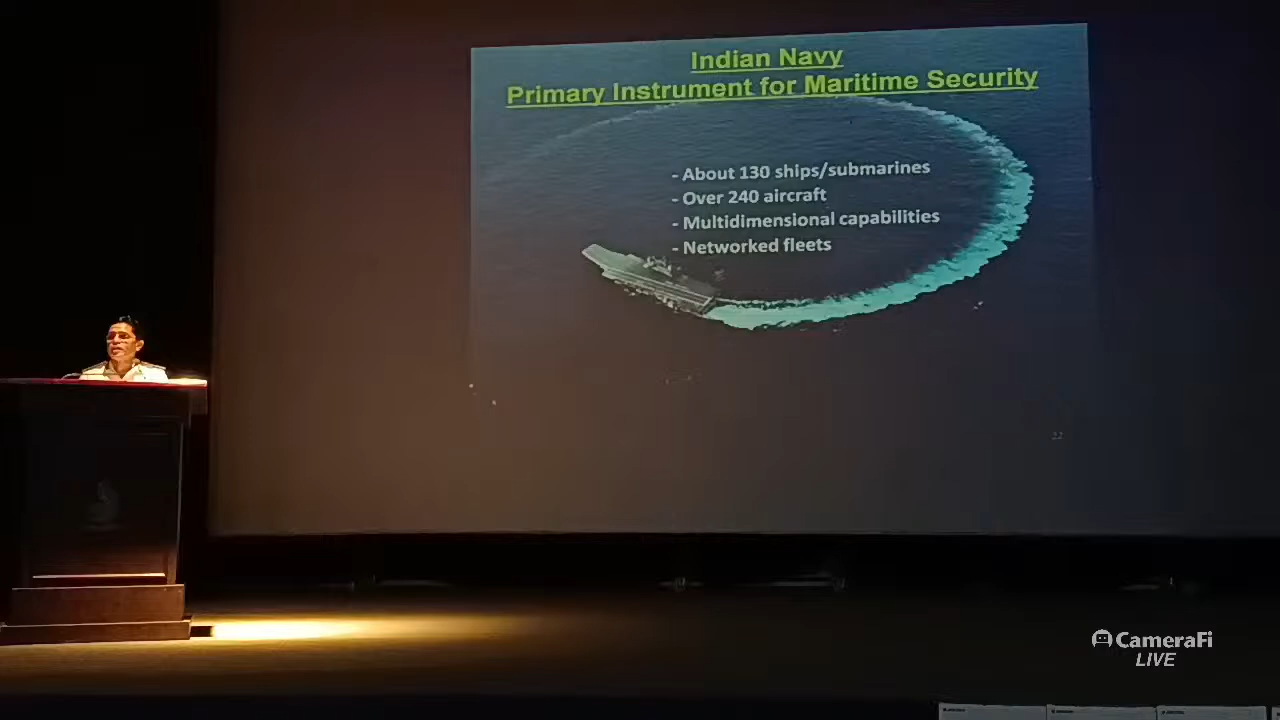 Indian Navy
Primary Instrument for Maritime Security
- About 130 ships/submarines
- Over 240 aircraft
- Multidimensional capabilities
- Networked fleets
22
CameraFi
LIVE